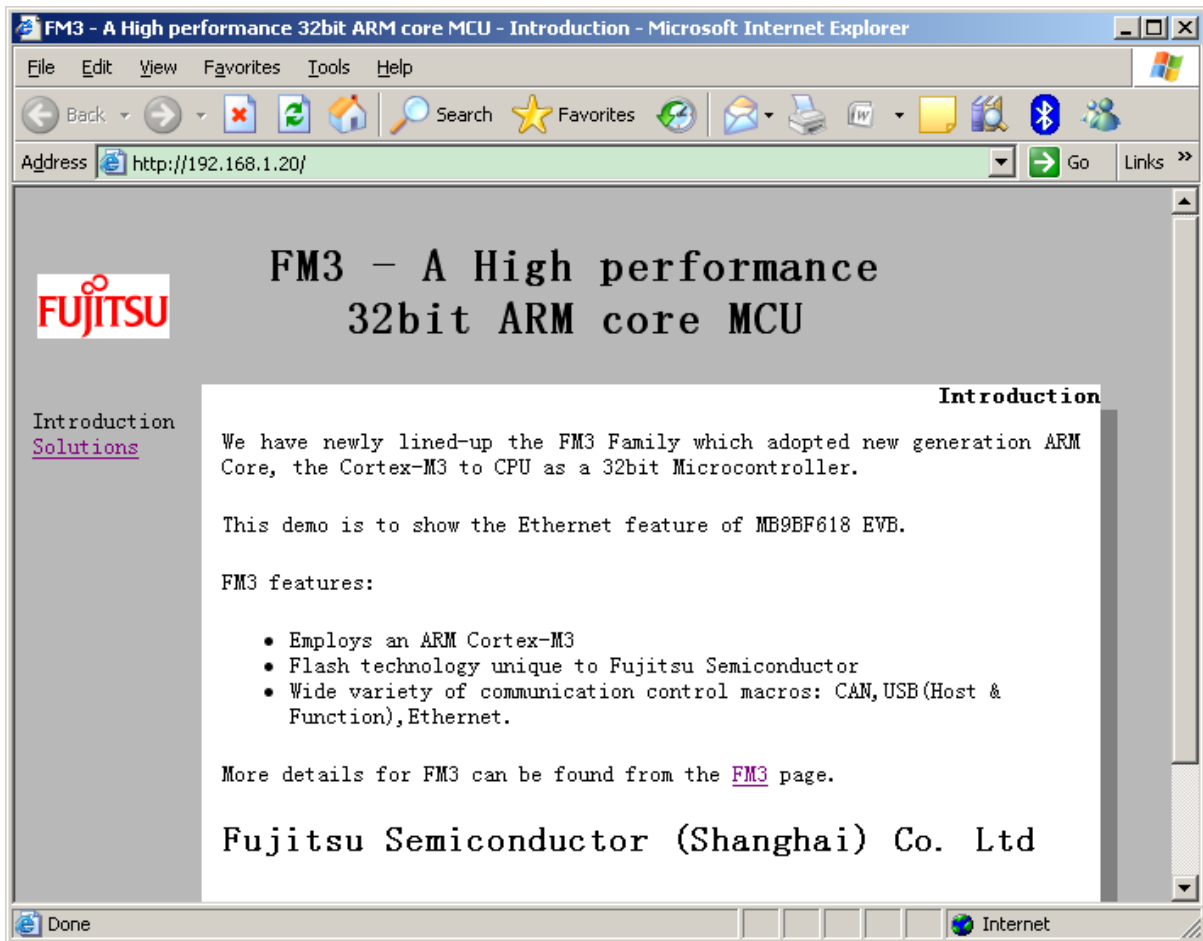 FM3 - A High performance 32bit ARM core MCU - Introduction - Microsoft Internet Explorer
File Edit View Favorites Tools Help
Back Search Favorites W
Address http://192.168.1.20/ Go Links »
FM3 - A High performance
32bit ARM core MCU
FUJITSU
Introduction
Introduction
Solutions
We have newly lined-up the FM3 Family which adopted new generation ARM
Core, the Cortex-M3 to CPU as a 32bit Microcontroller.
This demo is to show the Ethernet feature of MB9BF618 EVB.
FM3 features:
• Employs an ARM Cortex-M3
• Flash technology unique to Fujitsu Semiconductor
• Wide variety of communication control macros: CAN,USB(Host &
Function),Ethernet.
More details for FM3 can be found from the FM3 page.
Fujitsu Semiconductor (Shanghai) Co. Ltd
Done Internet